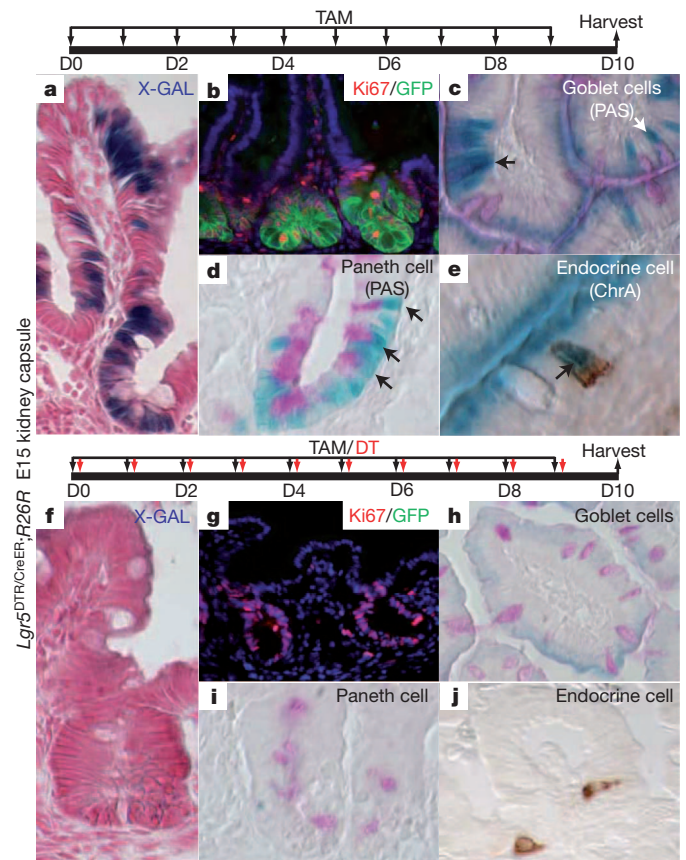 TAM
Harvest
D0 D2 D4 D6 D8 D10
a X-GAL
b Ki67/GFP
c Goblet cells
(PAS)
d Paneth cell
(PAS)
e Endocrine cell
(ChrA)
Lgr5DTR/CreER;R26R E15 kidney capsule
TAM/DT
Harvest
D0 D2 D4 D6 D8 D10
f X-GAL
g Ki67/GFP
h Goblet cells
i Paneth cell
j Endocrine cell